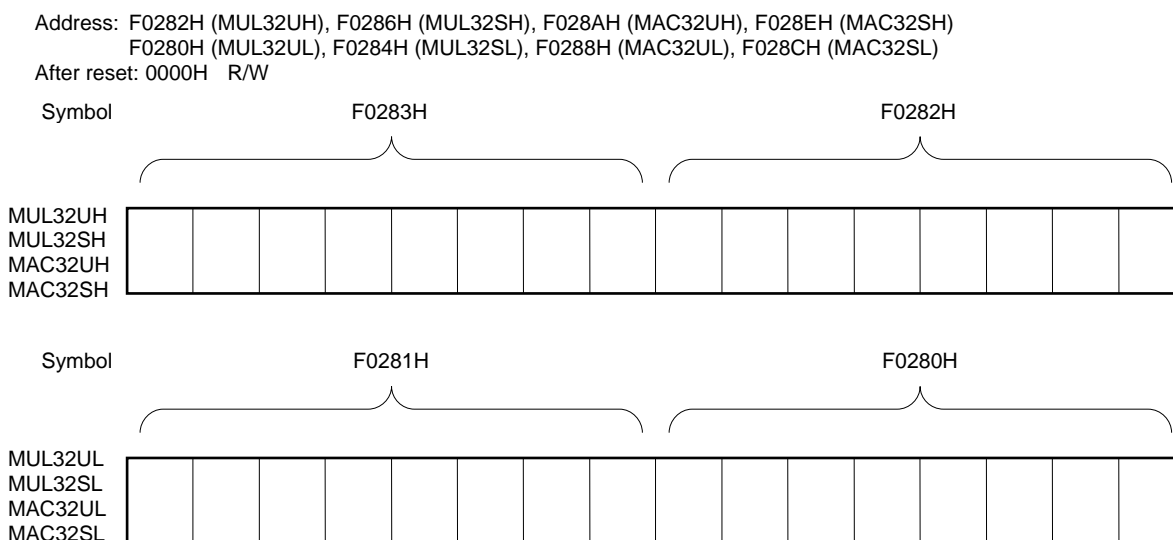 Address: F0282H (MUL32UH), F0286H (MUL32SH), F028AH (MAC32UH), F028EH (MAC32SH)
F0280H (MUL32UL), F0284H (MUL32SL), F0288H (MAC32UL), F028CH (MAC32SL)
After reset: 0000H R/W
Symbol F0283H F0282H
MUL32UH
MUL32SH
MAC32UH
MAC32SH
Symbol F0281H F0280H
MUL32UL
MUL32SL
MAC32UL
MAC32SL